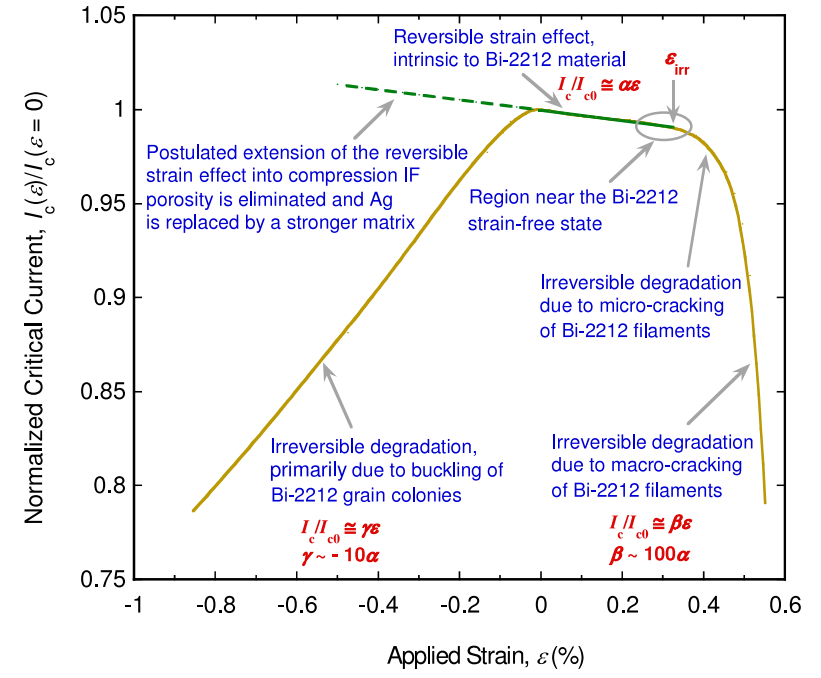 Reversible strain effect,
intrinsic to Bi-2212 material
I_c/I_c0 ≅ αε
ε_irr
Postulated extension of the reversible
strain effect into compression IF
porosity is eliminated and Ag
is replaced by a stronger matrix
Region near the Bi-2212
strain-free state
Irreversible degradation
due to micro-cracking
of Bi-2212 filaments
Irreversible degradation,
primarily due to buckling of
Bi-2212 grain colonies
I_c/I_c0 ≅ γε
γ ~ - 10α
Irreversible degradation
due to macro-cracking
of Bi-2212 filaments
I_c/I_c0 ≅ βε
β ~ 100α
Normalized Critical Current, I_c(ε)/I_c(ε = 0)
1.05
1
0.95
0.9
0.85
0.8
0.75
-1 -0.8 -0.6 -0.4 -0.2 0 0.2 0.4 0.6
Applied Strain, ε (%)